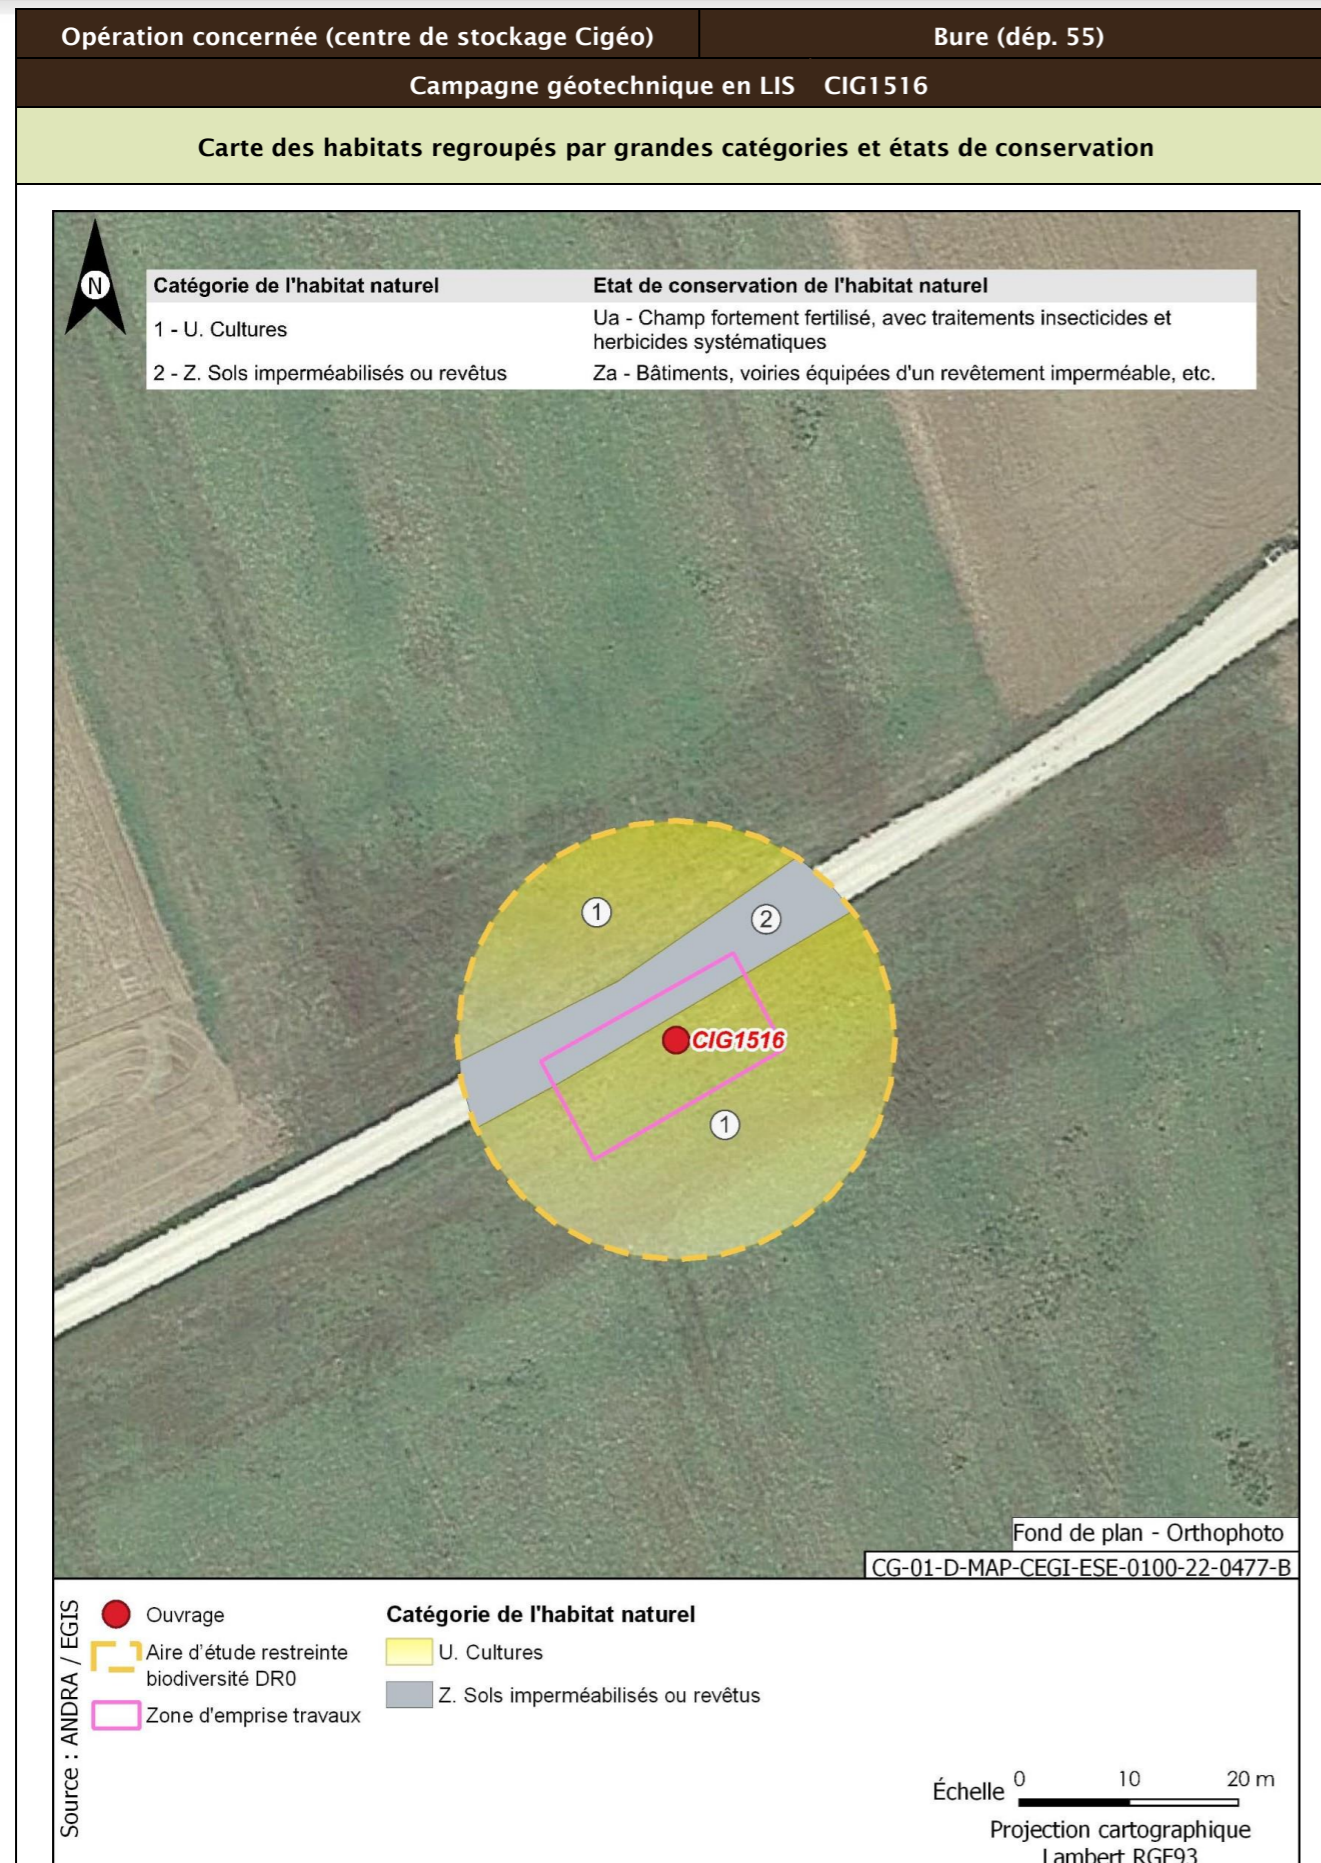 Opération concernée (centre de stockage Cigéo) Bure (dép. 55)
Campagne géotechnique en LIS CIG1516
Carte des habitats regroupés par grandes catégories et états de conservation
N
Catégorie de l'habitat naturel Etat de conservation de l'habitat naturel
1 - U. Cultures Ua - Champ fortement fertilisé, avec traitements insecticides et
herbicides systématiques
2 - Z. Sols imperméabilisés ou revêtus Za - Bâtiments, voiries équipées d'un revêtement imperméable, etc.
1
2
CIG1516
1
Fond de plan - Orthophoto
CG-01-D-MAP-CEGI-ESE-0100-22-0477-B
Source : ANDRA / EGIS
Ouvrage
Aire d'étude restreinte
biodiversité DR0
Zone d'emprise travaux
Catégorie de l'habitat naturel
U. Cultures
Z. Sols imperméabilisés ou revêtus
Échelle 0 10 20 m
Projection cartographique
Lambert RGF93